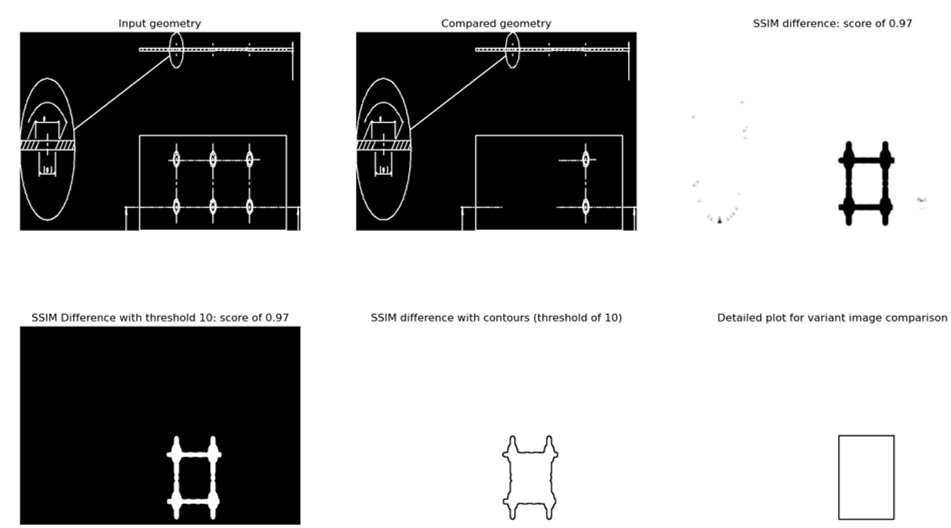 Input geometry
Compared geometry
SSIM difference: score of 0.97
SSIM Difference with threshold 10: score of 0.97
SSIM difference with contours (threshold of 10)
Detailed plot for variant image comparison